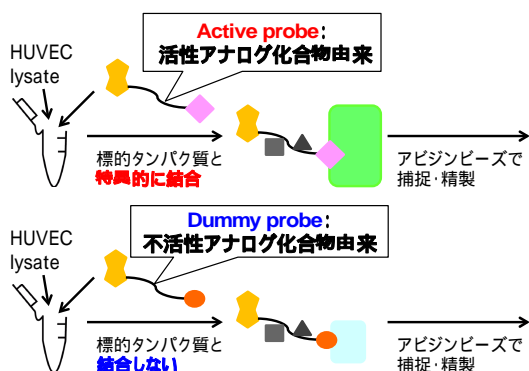 Active probe:
活性アナログ化合物由来
HUVEC
lysate
標的タンパク質と
特異的に結合
アビジンビーズで
捕捉・精製
Dummy probe:
不活性アナログ化合物由来
HUVEC
lysate
標的タンパク質と
結合しない
アビジンビーズで
捕捉・精製